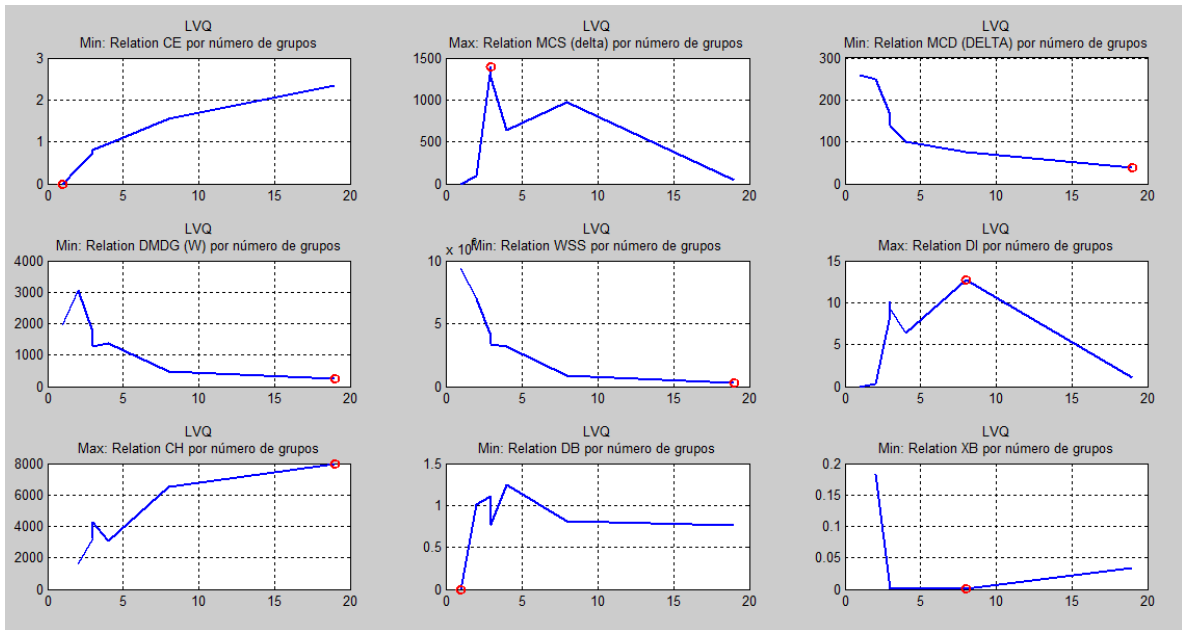 LVQ
Min: Relation CE por número de grupos
3
2
1
0
0 5 10 15 20
LVQ
Max: Relation MCS (delta) por número de grupos
1500
1000
500
0
0 5 10 15 20
LVQ
Min: Relation MCD (DELTA) por número de grupos
300
200
100
0
0 5 10 15 20
LVQ
Min: Relation DMDG (W) por número de grupos
4000
3000
2000
1000
0
0 5 10 15 20
LVQ
Min: Relation WSS por número de grupos
10
5
0
0 5 10 15 20
LVQ
Max: Relation DI por número de grupos
15
10
5
0
0 5 10 15 20
LVQ
Max: Relation CH por número de grupos
8000
6000
4000
2000
0
0 5 10 15 20
LVQ
Min: Relation DB por número de grupos
1.5
1
0.5
0
0 5 10 15 20
LVQ
Min: Relation XB por número de grupos
0.2
0.15
0.1
0.05
0
0 5 10 15 20